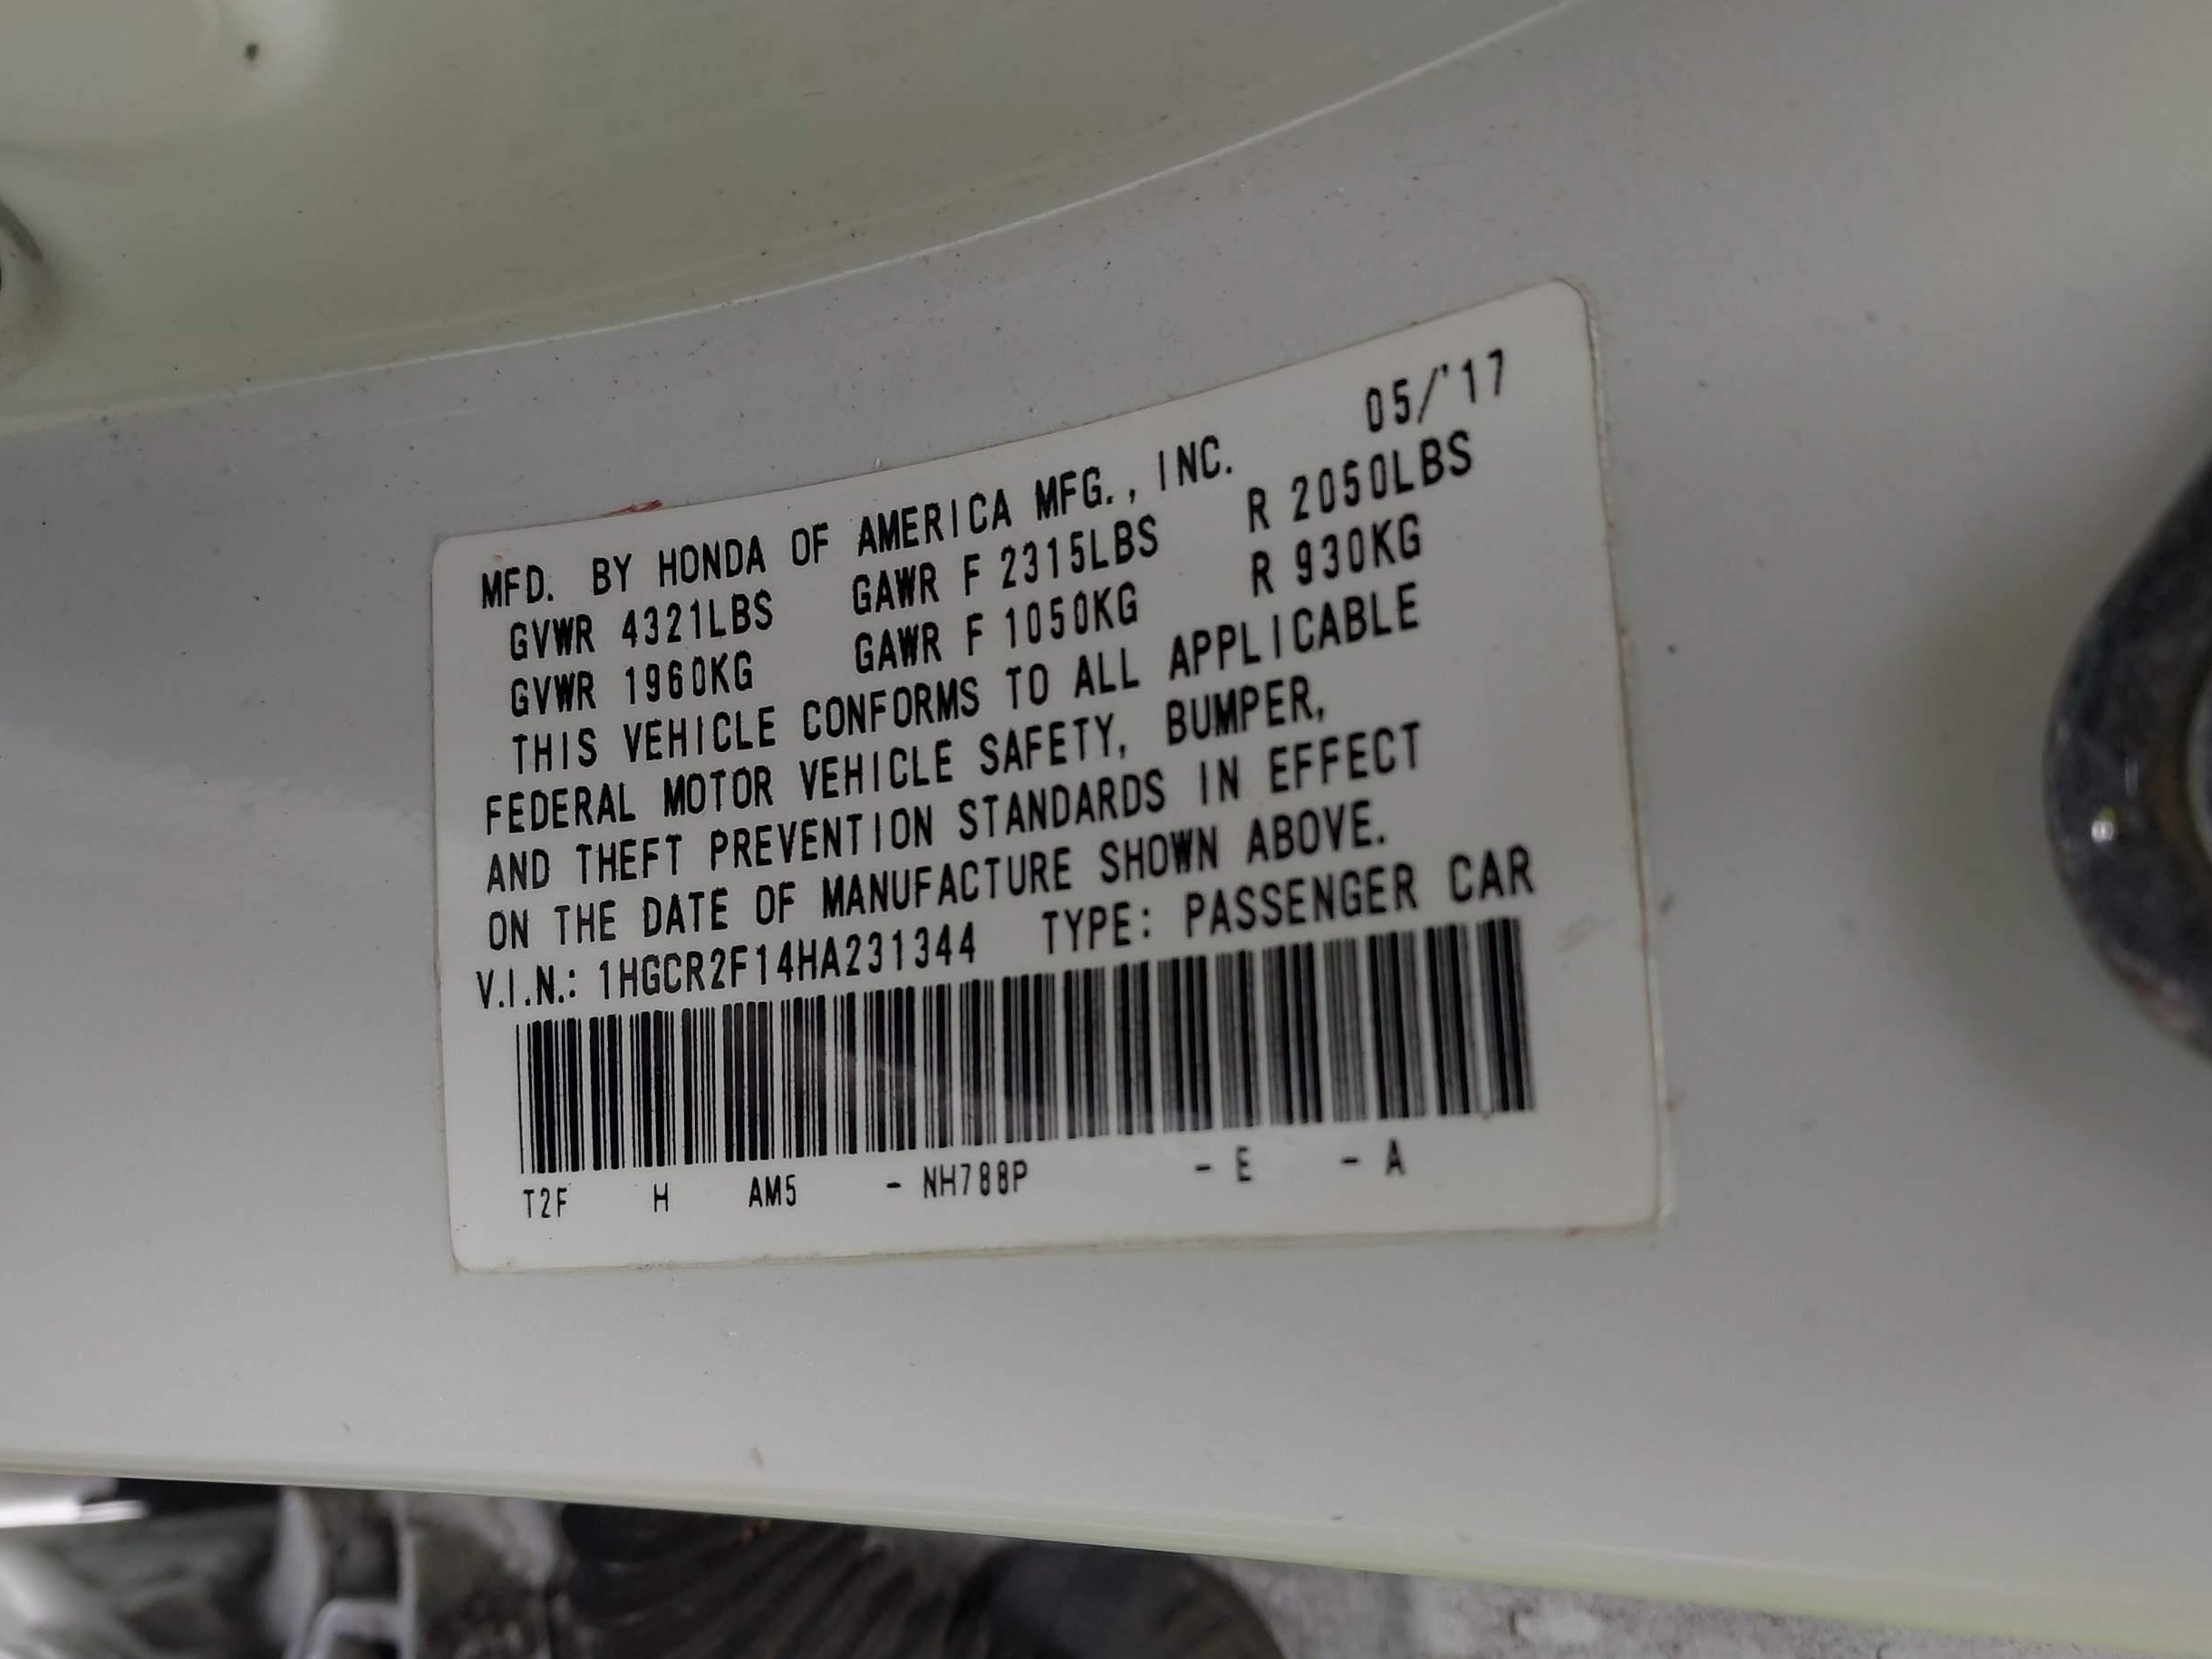 05/'17
MFD. BY HONDA OF AMERICA MFG., INC.
GVWR 4321LBS GAWR F 2315LBS R 2050LBS
GVWR 1960KG GAWR F 1050KG R 930KG
THIS VEHICLE CONFORMS TO ALL APPLICABLE
FEDERAL MOTOR VEHICLE SAFETY, BUMPER,
AND THEFT PREVENTION STANDARDS IN EFFECT
ON THE DATE OF MANUFACTURE SHOWN ABOVE.
V.I.N.: 1HGCR2F14HA231344 TYPE: PASSENGER CAR
T2F H AM5 - NH788P - E - A